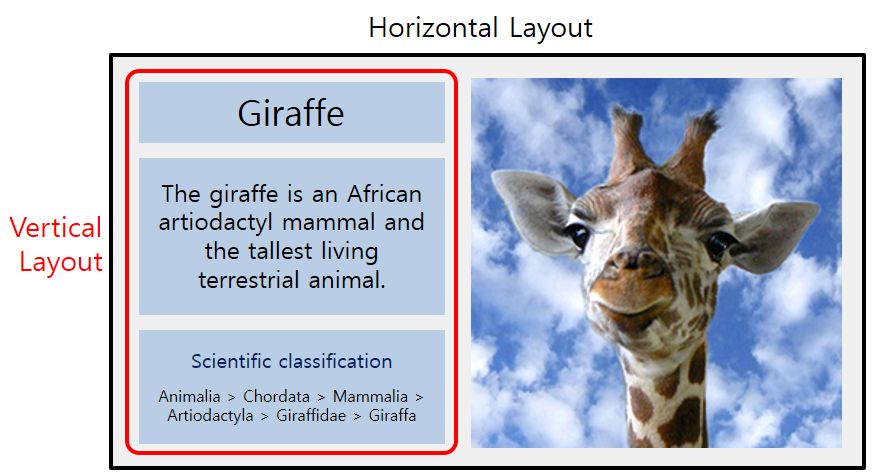 Horizontal Layout
Vertical
Layout
Giraffe
The giraffe is an African
artiodactyl mammal and
the tallest living
terrestrial animal.
Scientific classification
Animalia > Chordata > Mammalia >
Artiodactyla > Giraffidae > Giraffa